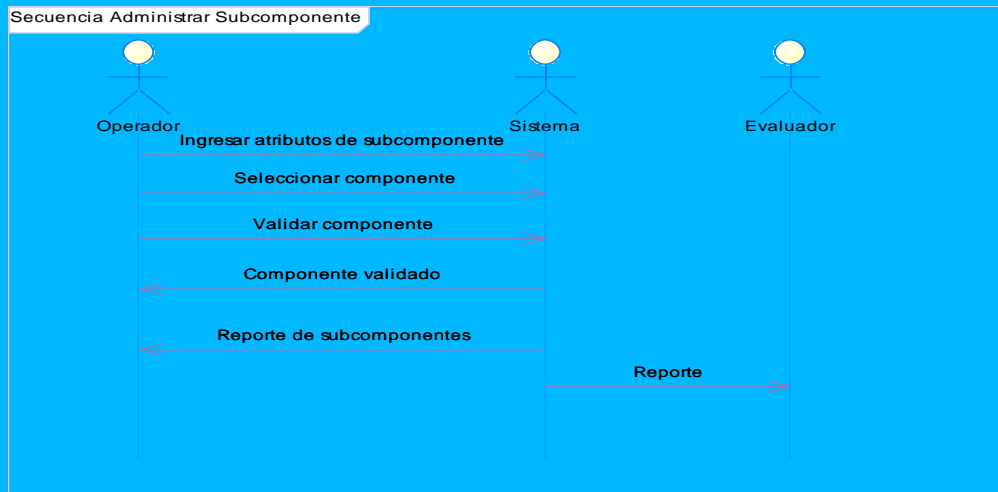 Secuencia Administrar Subcomponente
Operador
Sistema
Evaluador
Ingresar atributos de subcomponente
Seleccionar componente
Validar componente
Componente validado
Reporte de subcomponentes
Reporte